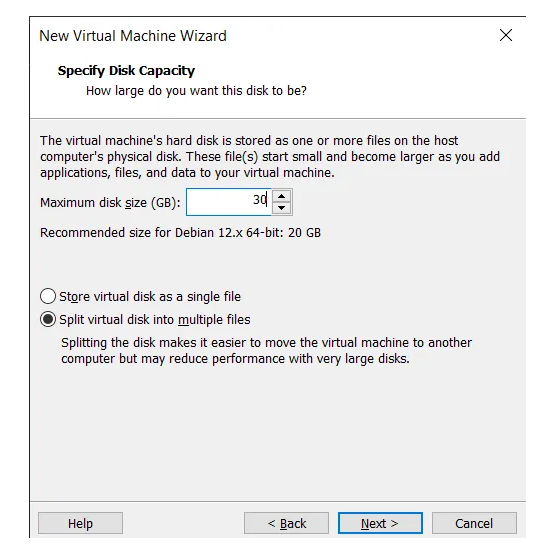 New Virtual Machine Wizard
Specify Disk Capacity
How large do you want this disk to be?
The virtual machine's hard disk is stored as one or more files on the host
computer's physical disk. These file(s) start small and become larger as you add
applications, files, and data to your virtual machine.
Maximum disk size (GB): 30
Recommended size for Debian 12.x 64-bit: 20 GB
Store virtual disk as a single file
Split virtual disk into multiple files
Splitting the disk makes it easier to move the virtual machine to another
computer but may reduce performance with very large disks.
Help < Back Next > Cancel